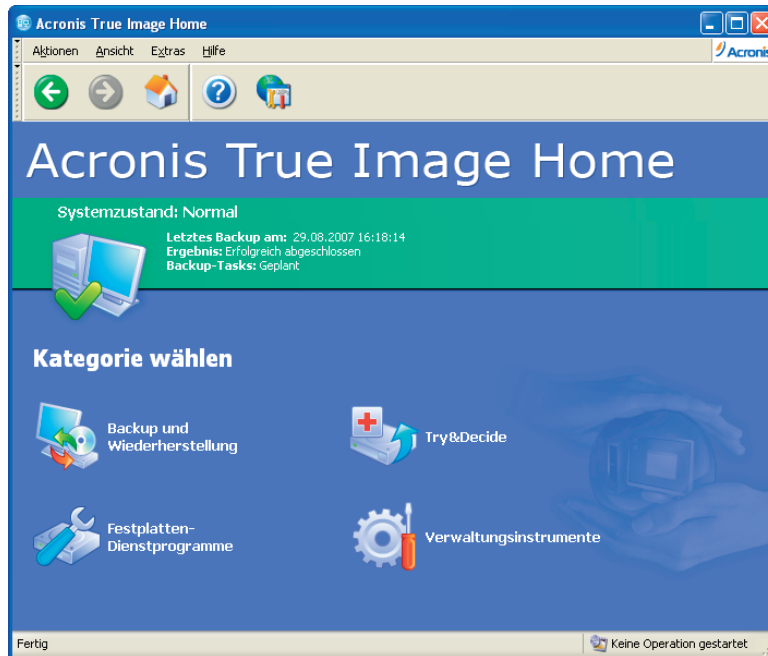 Acronis True Image Home
Aktionen Ansicht Extras Hilfe
Acronis
Acronis True Image Home
Systemzustand: Normal
Letztes Backup am: 29.08.2007 16:18:14
Ergebnis: Erfolgreich abgeschlossen
Backup-Tasks: Geplant
Kategorie wählen
Backup und
Wiederherstellung
Try&Decide
Festplatten-
Dienstprogramme
Verwaltungsinstrumente
Fertig
Keine Operation gestartet